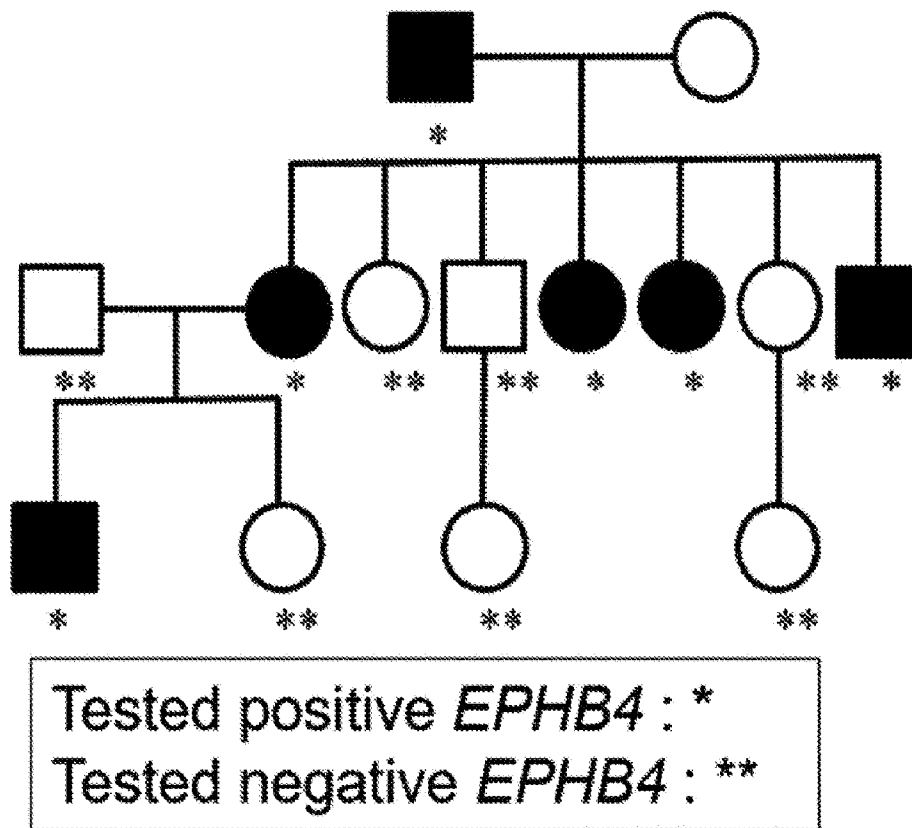 *
** * ** ** * * ** *
* ** ** **
Tested positive EPHB4 : *
Tested negative EPHB4 : **